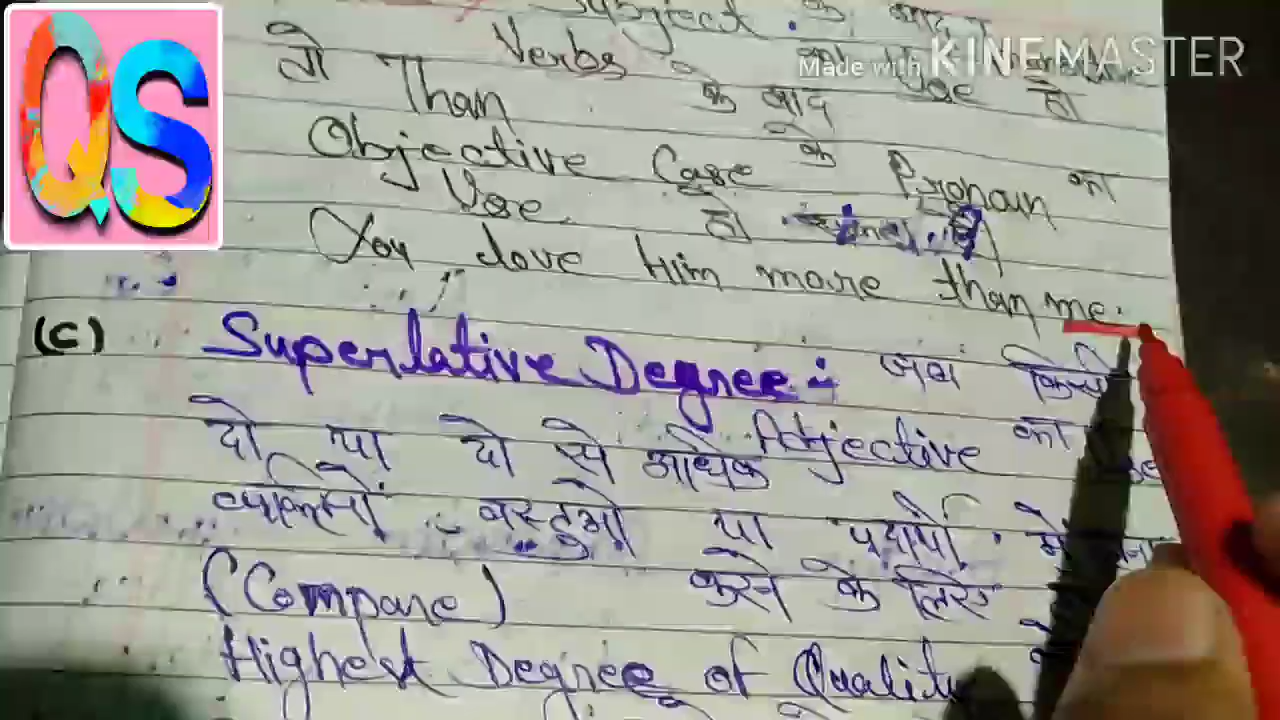 QS
Made with KINEMASTER
Subject के बाद
Verbs का Use हो
तो Than के बाद
Objective Case के Pronoun का
Use हो
You love Him more than me.
(C) Superlative Degree :- जब किसी
Adjective का
दो या दो से अधिक
व्यक्तियों, वस्तुओं या पदार्थों में
(Compare) करने के लिए
Highest Degree of Quality